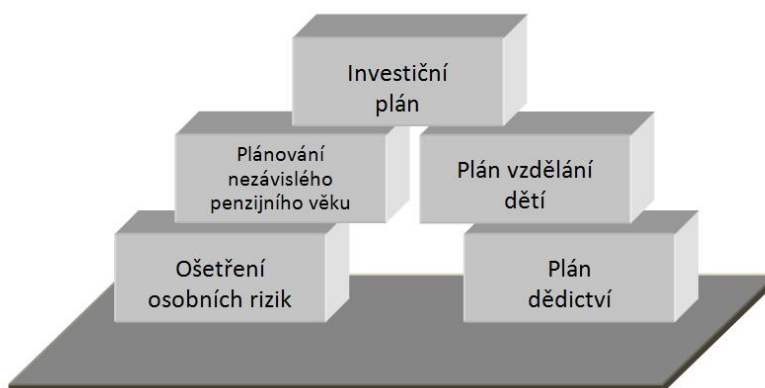 Investiční
plán
Plánování
nezávislého
penzijního věku
Plán vzdělání
dětí
Ošetření
osobních rizik
Plán
dědictví